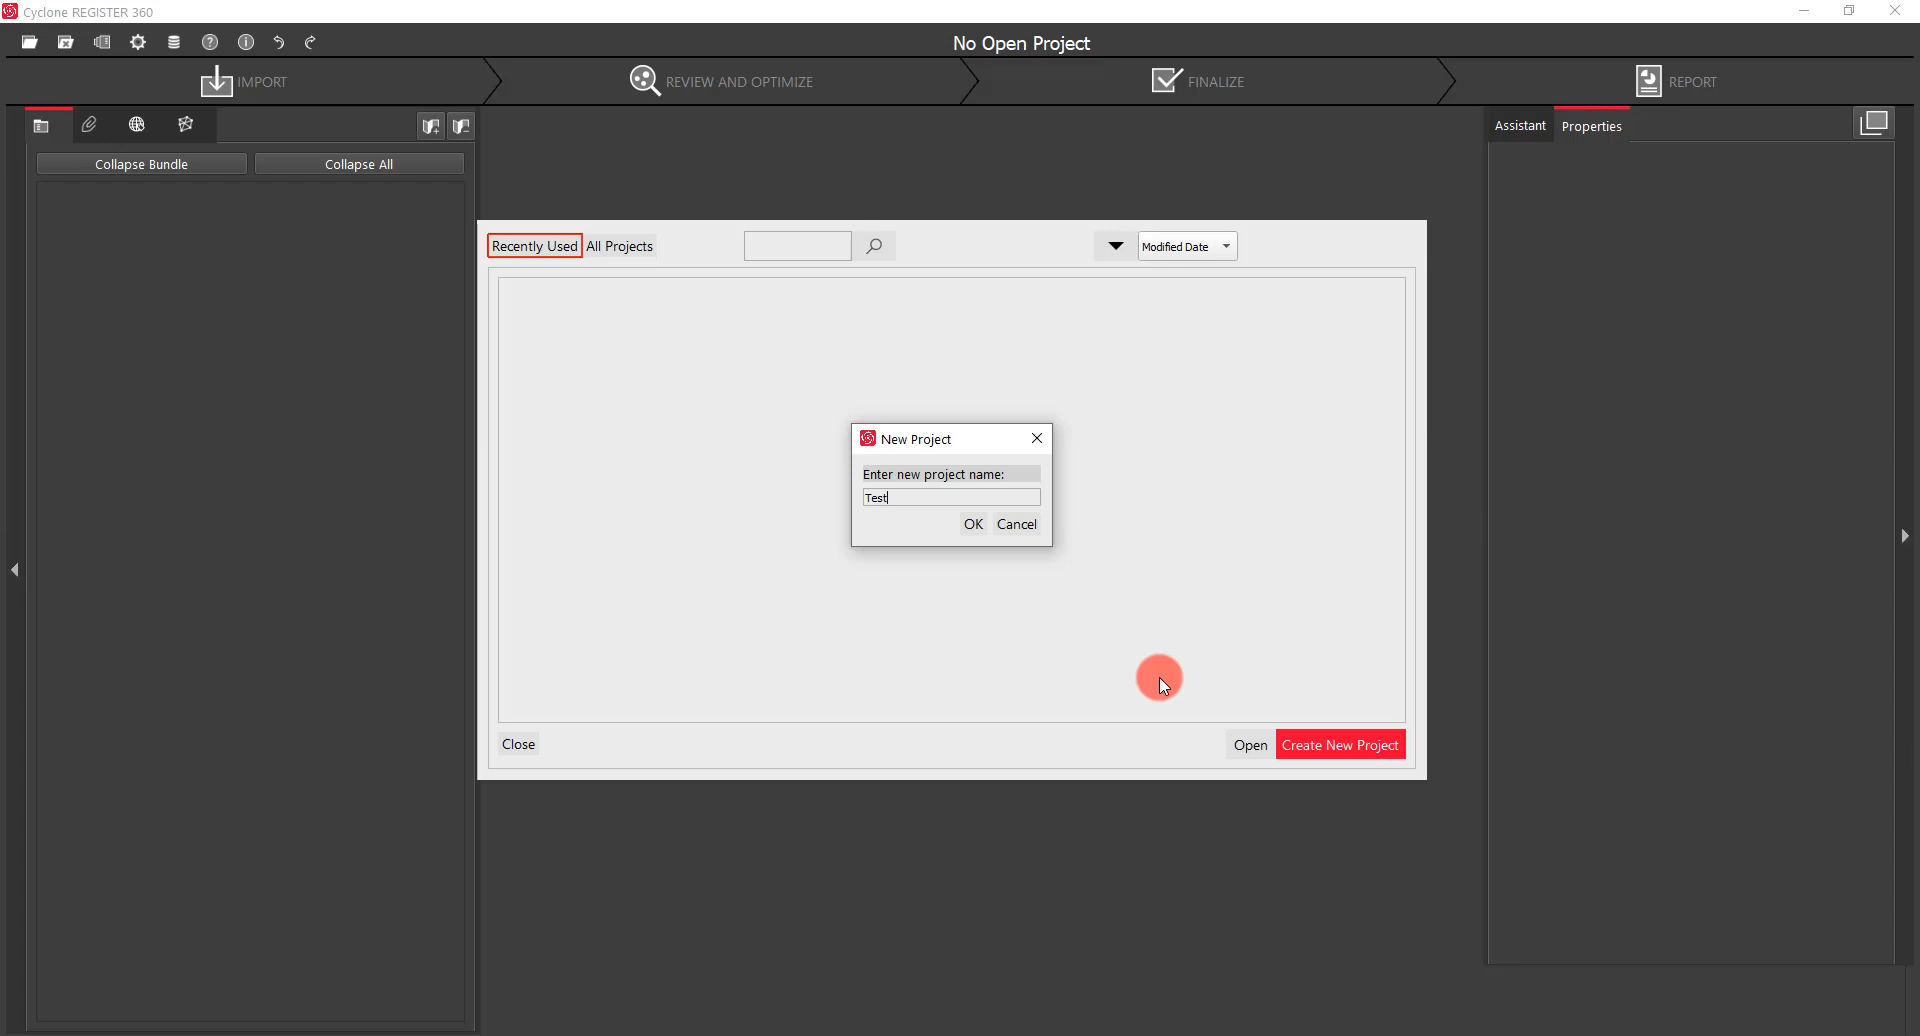 Cyclone REGISTER 360
No Open Project
IMPORT
REVIEW AND OPTIMIZE
FINALIZE
REPORT
Collapse Bundle
Collapse All
Assistant
Properties
Recently Used
All Projects
Modified Date
New Project
Enter new project name:
Test
OK
Cancel
Close
Open
Create New Project